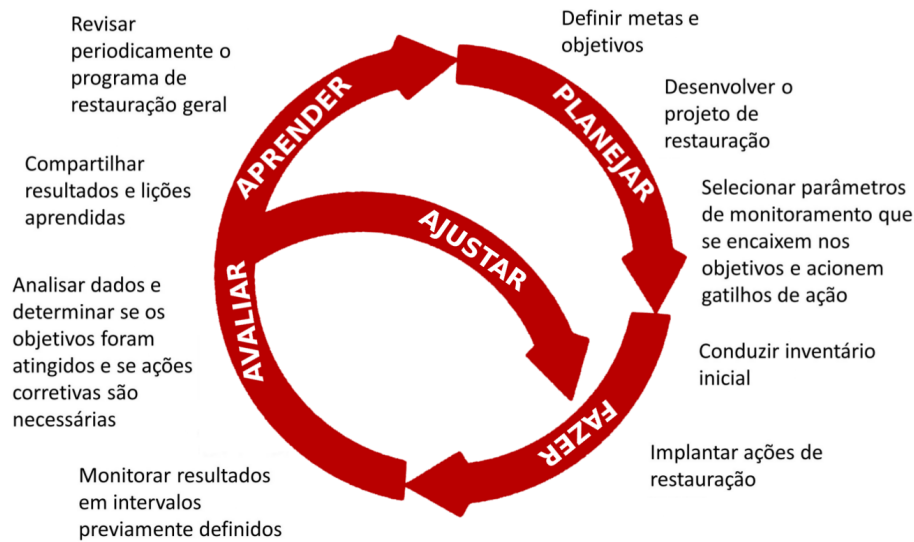 Definir metas e
objetivos
PLANEJAR
Desenvolver o
projeto de
restauração
Selecionar parâmetros
de monitoramento que
se encaixem nos
objetivos e acionem
gatilhos de ação
Conduzir inventário
inicial
FAZER
Implantar ações de
restauração
Monitorar resultados
em intervalos
previamente definidos
AVALIAR
Analisar dados e
determinar se os
objetivos foram
atingidos e se ações
corretivas são
necessárias
AJUSTAR
Compartilhar
resultados e lições
aprendidas
APRENDER
Revisar
periodicamente o
programa de
restauração geral